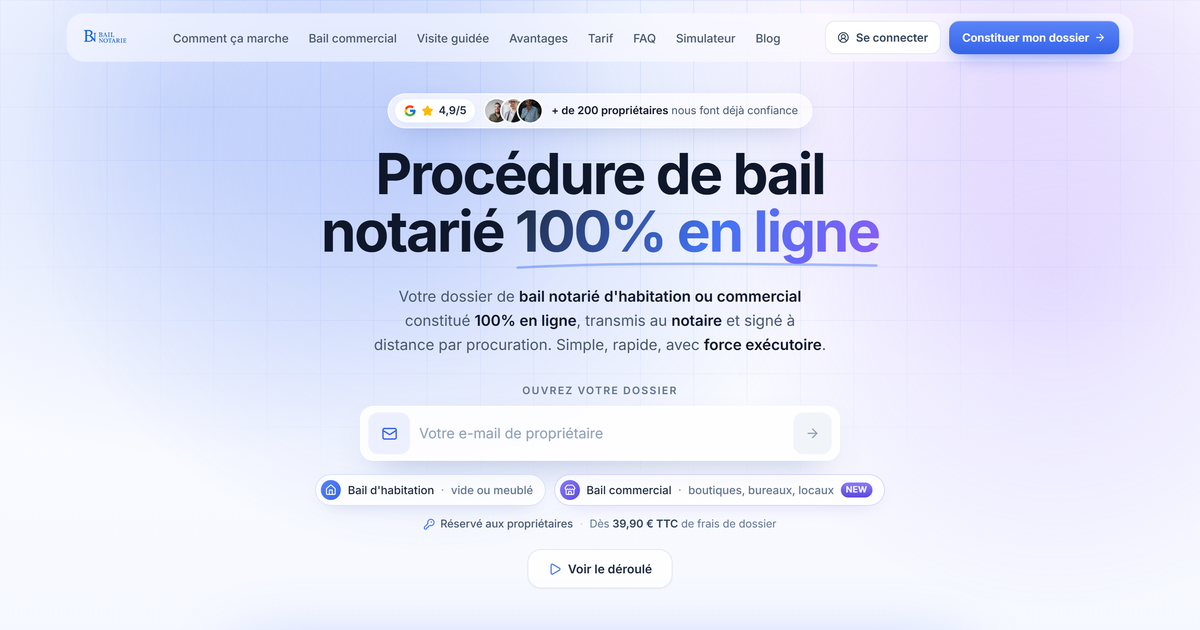 BAIL
NOTARIE
Comment ça marche
Bail commercial
Visite guidée
Avantages
Tarif
FAQ
Simulateur
Blog
Se connecter
Constituer mon dossier
4,9/5
+ de 200 propriétaires nous font déjà confiance
Procédure de bail
notarié 100% en ligne
Votre dossier de bail notarié d'habitation ou commercial
constitué 100% en ligne, transmis au notaire et signé à
distance par procuration. Simple, rapide, avec force exécutoire.
OUVREZ VOTRE DOSSIER
Votre e-mail de propriétaire
Bail d'habitation · vide ou meublé
Bail commercial · boutiques, bureaux, locaux NEW
Réservé aux propriétaires · Dès 39,90 € TTC de frais de dossier
Voir le déroulé